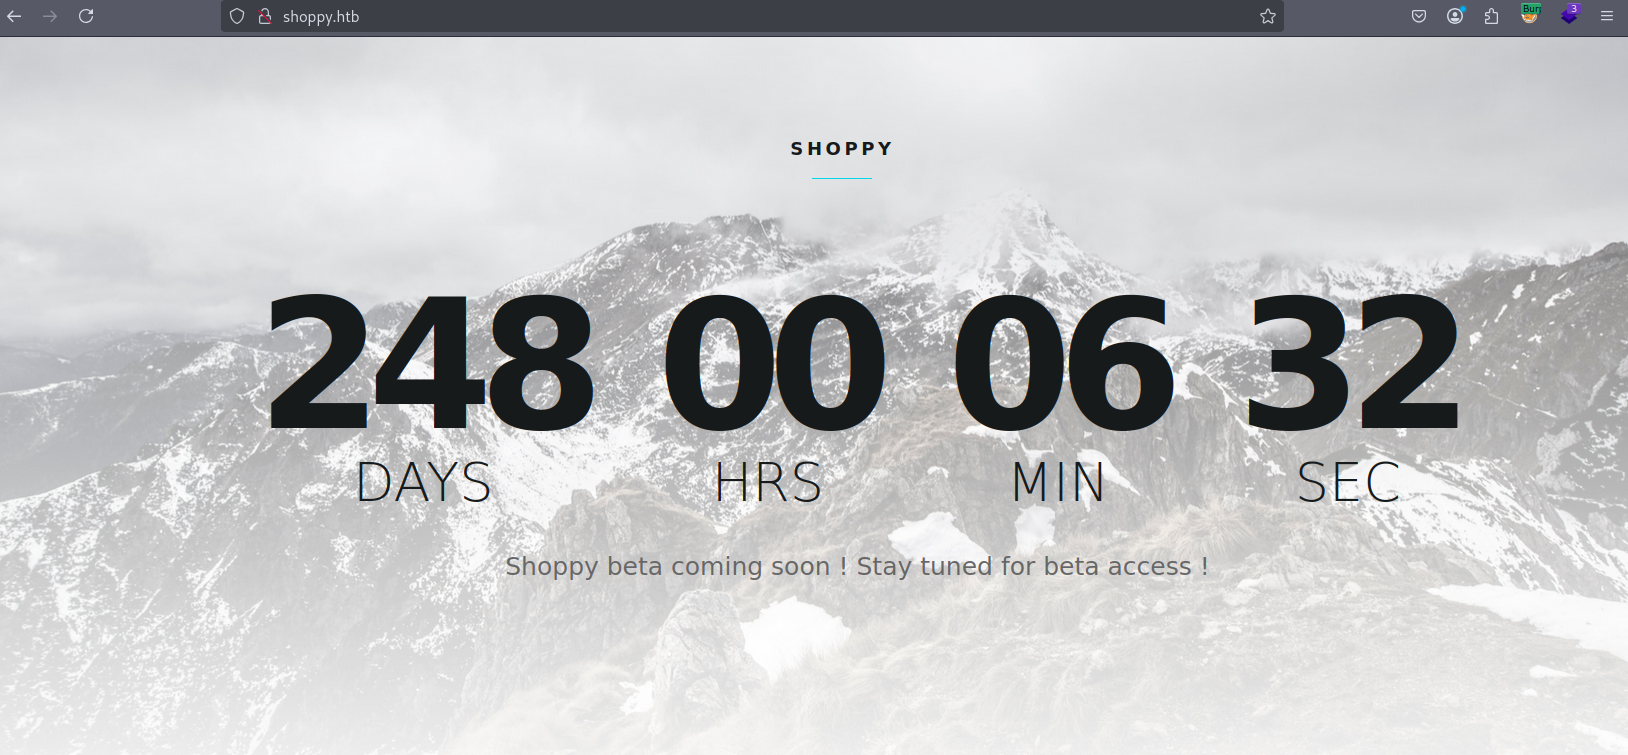 shoppy.htb
Bur
3
SHOPPY
248 00 06 32
DAYS HRS MIN SEC
Shoppy beta coming soon ! Stay tuned for beta access !